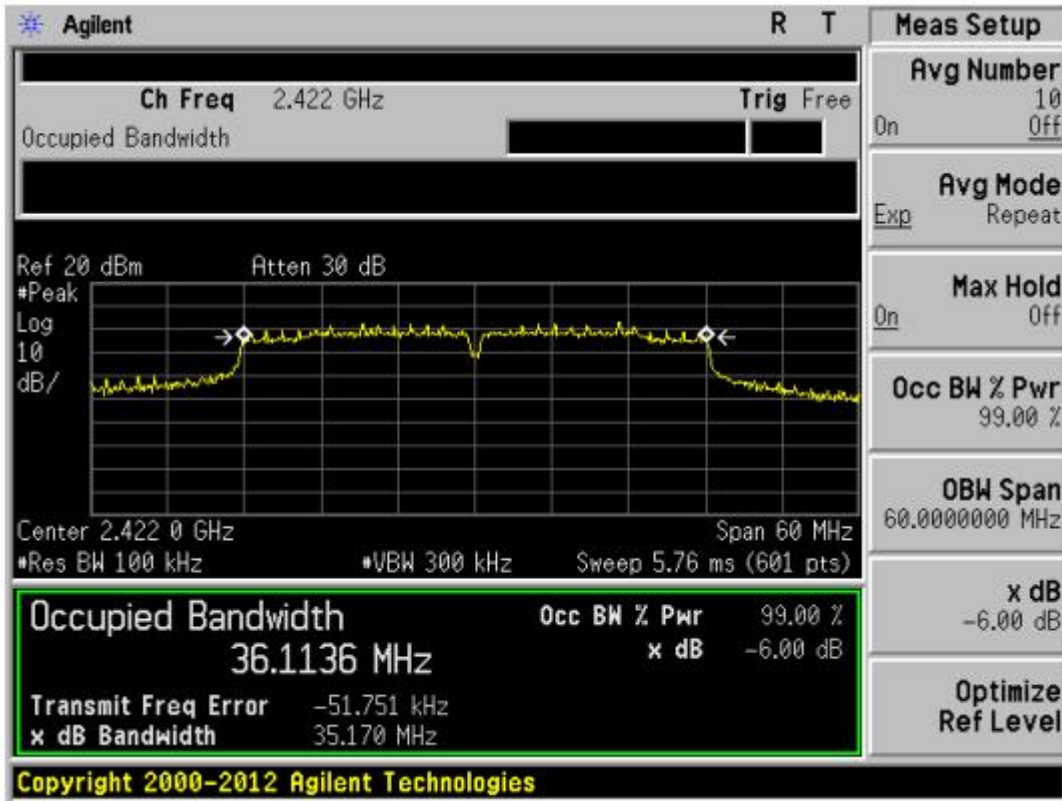 Agilent R T Meas Setup
Avg Number
10
On Off
Ch Freq 2.422 GHz Trig Free
Occupied Bandwidth
Avg Mode
Exp Repeat
Ref 20 dBm Atten 30 dB
#Peak
Log
10
dB/
Max Hold
On Off
Occ BW % Pwr
99.00 %
OBW Span
60.0000000 MHz
Center 2.422 0 GHz Span 60 MHz
#Res BW 100 kHz #VBW 300 kHz Sweep 5.76 ms (601 pts)
x dB
-6.00 dB
Occupied Bandwidth Occ BW % Pwr 99.00 %
36.1136 MHz x dB -6.00 dB
Transmit Freq Error -51.751 kHz
x dB Bandwidth 35.170 MHz
Optimize
Ref Level
Copyright 2000-2012 Agilent Technologies